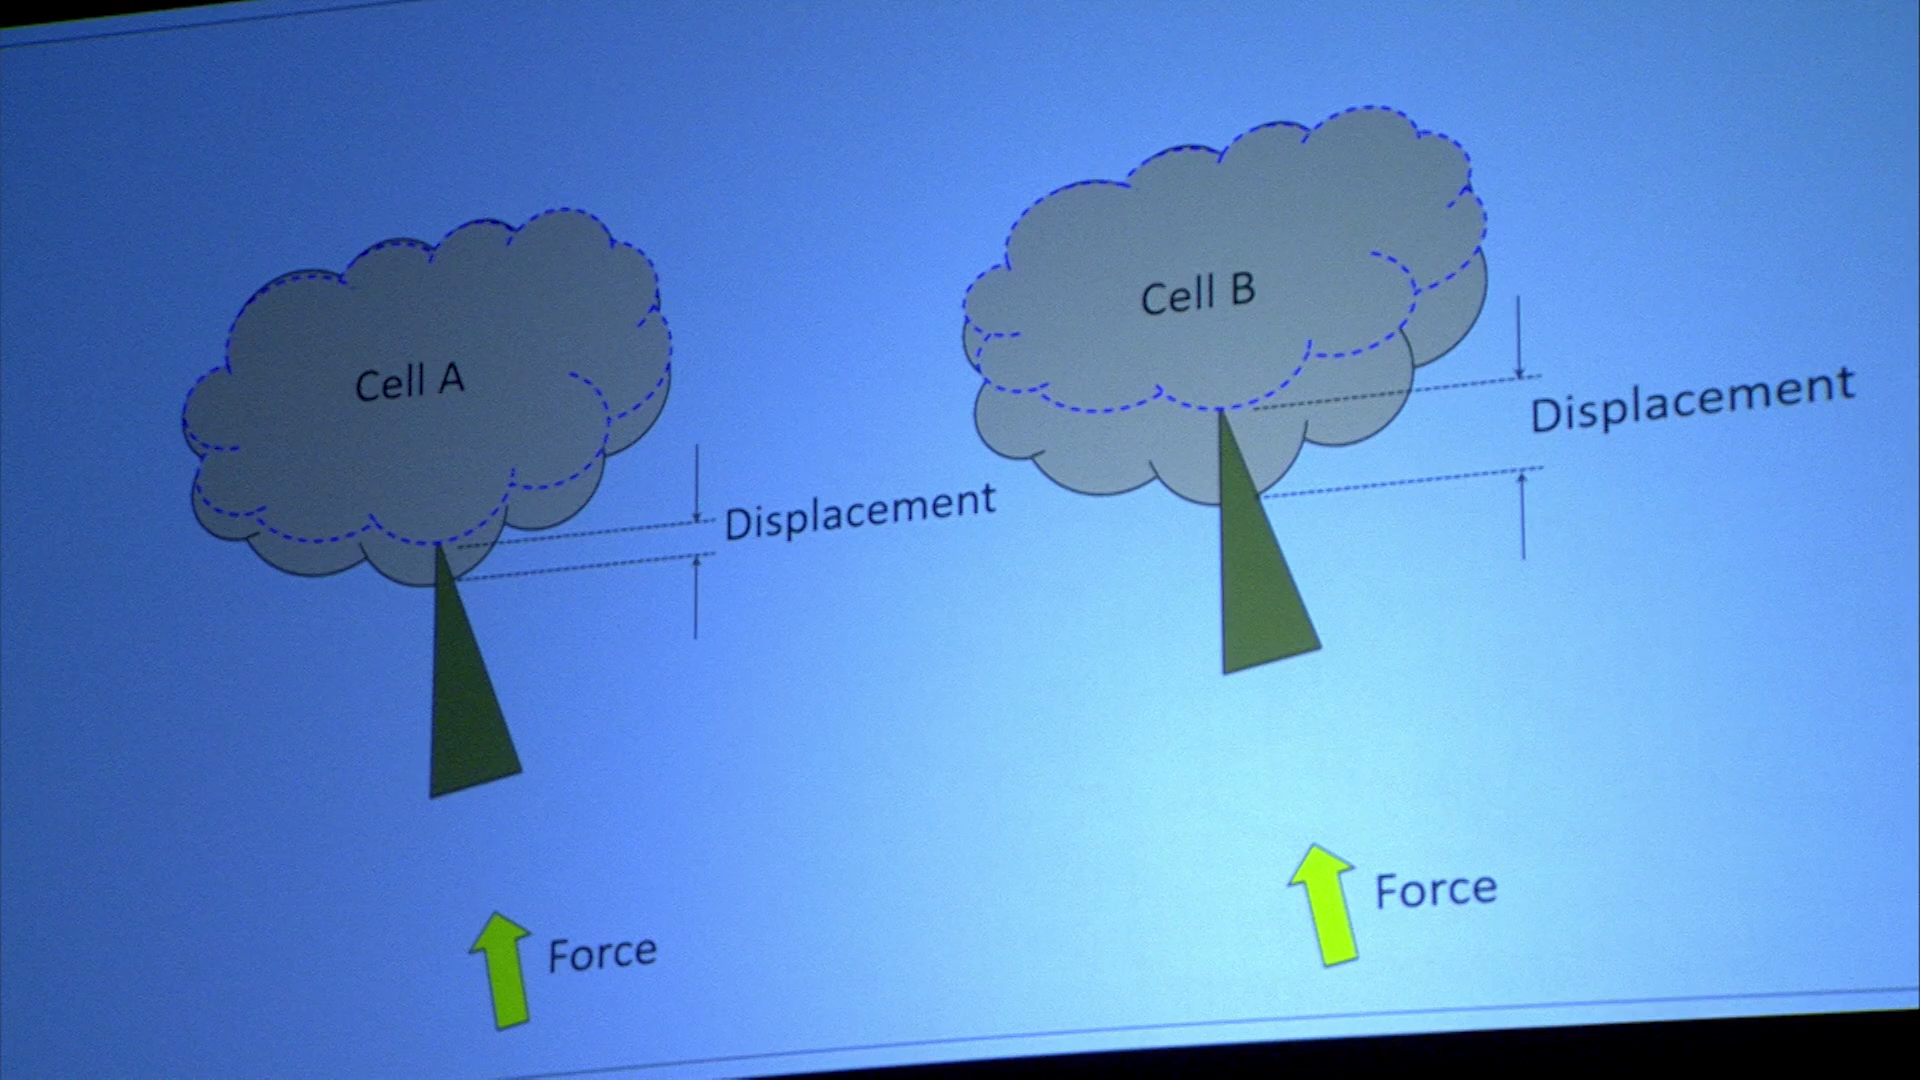 Cell A
Displacement
Force
Cell B
Displacement
Force